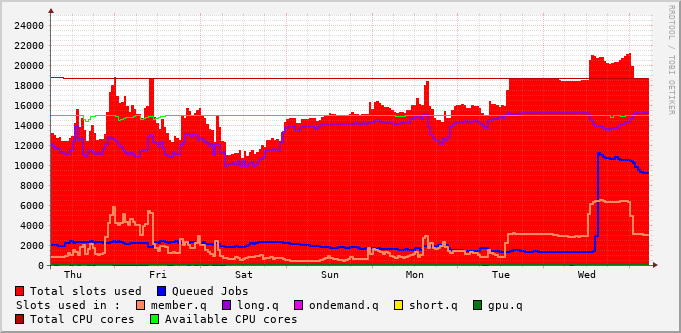 RRDTOOL / TOBI OETIKER
24000
22000
20000
18000
16000
14000
12000
10000
8000
6000
4000
2000
0
Thu Fri Sat Sun Mon Tue Wed
Total slots used Queued Jobs
Slots used in : member.q long.q ondemand.q short.q gpu.q
Total CPU cores Available CPU cores